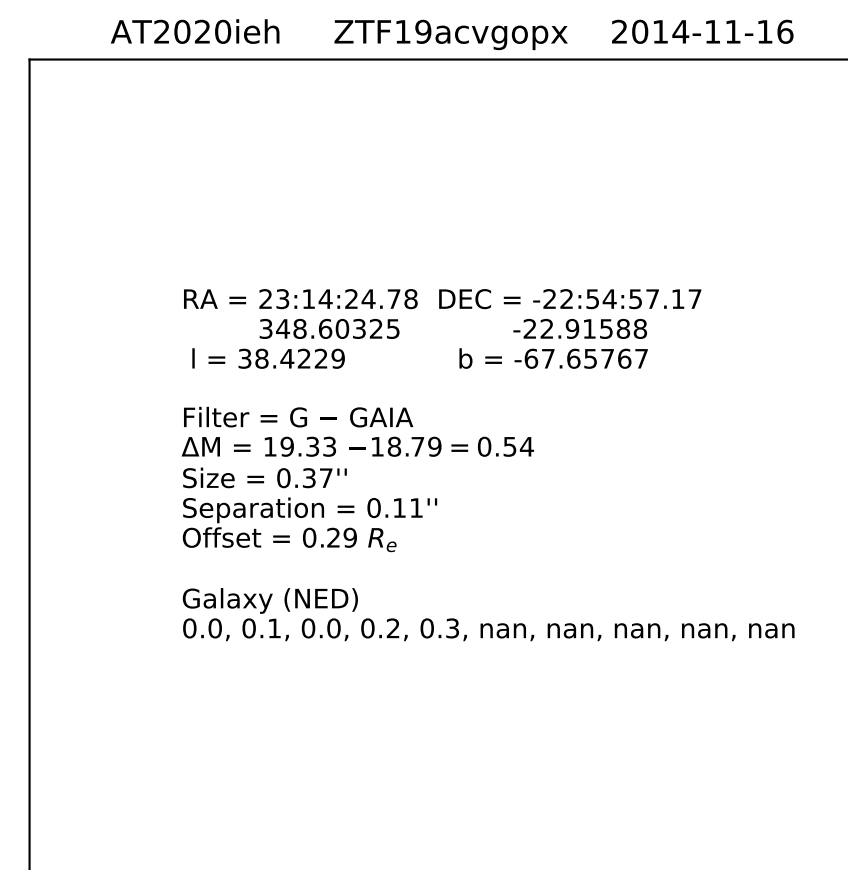 AT2020ieh ZTF19acvgopx 2014-11-16
RA = 23:14:24.78 DEC = -22:54:57.17
348.60325 -22.91588
l = 38.4229 b = -67.65767
Filter = G − GAIA
ΔM = 19.33 −18.79 = 0.54
Size = 0.37''
Separation = 0.11''
Offset = 0.29 Rₑ
Galaxy (NED)
0.0, 0.1, 0.0, 0.2, 0.3, nan, nan, nan, nan, nan